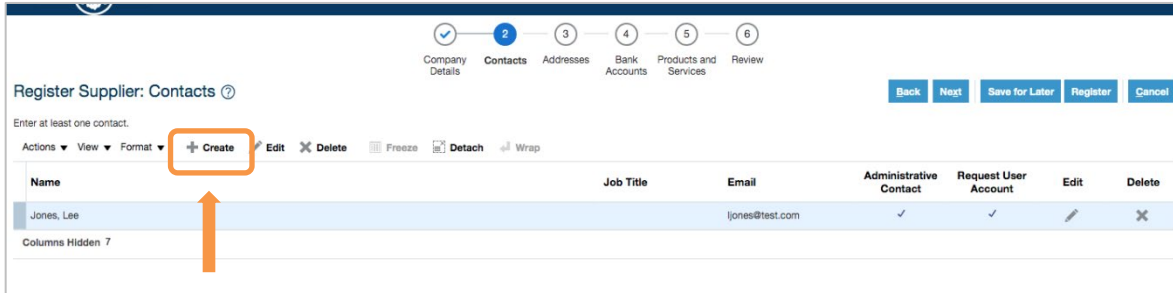 2 3 4 5 6
Company Details Contacts Addresses Bank Accounts Products and Services Review
Register Supplier: Contacts ? Back Next Save for Later Register Cancel
Enter at least one contact.
Actions View Format Create Edit Delete Freeze Detach Wrap
Name Job Title Email Administrative Contact Request User Account Edit Delete
Jones, Lee ljones@test.com
Columns Hidden 7